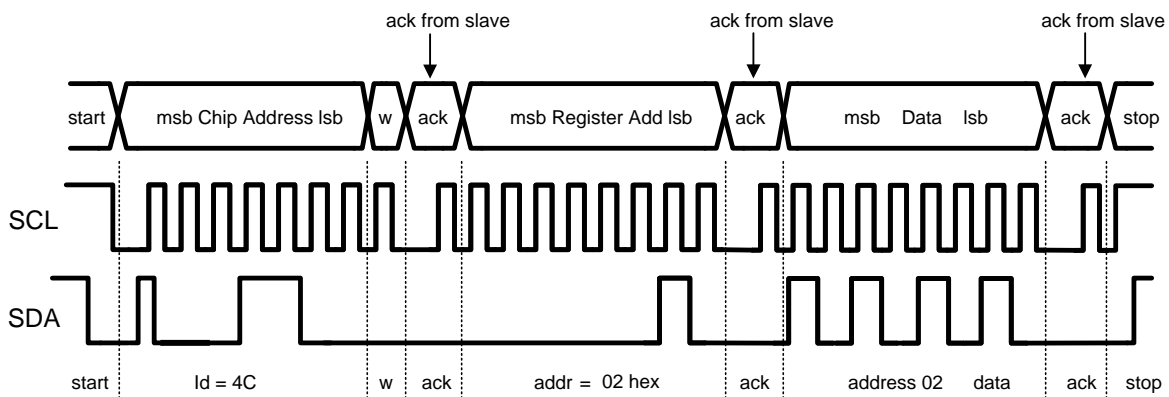 ack from slave ack from slave ack from slave
start msb Chip Address lsb w ack msb Register Add lsb ack msb Data lsb ack stop
SCL
SDA
start Id = 4C w ack addr = 02 hex ack address 02 data ack stop